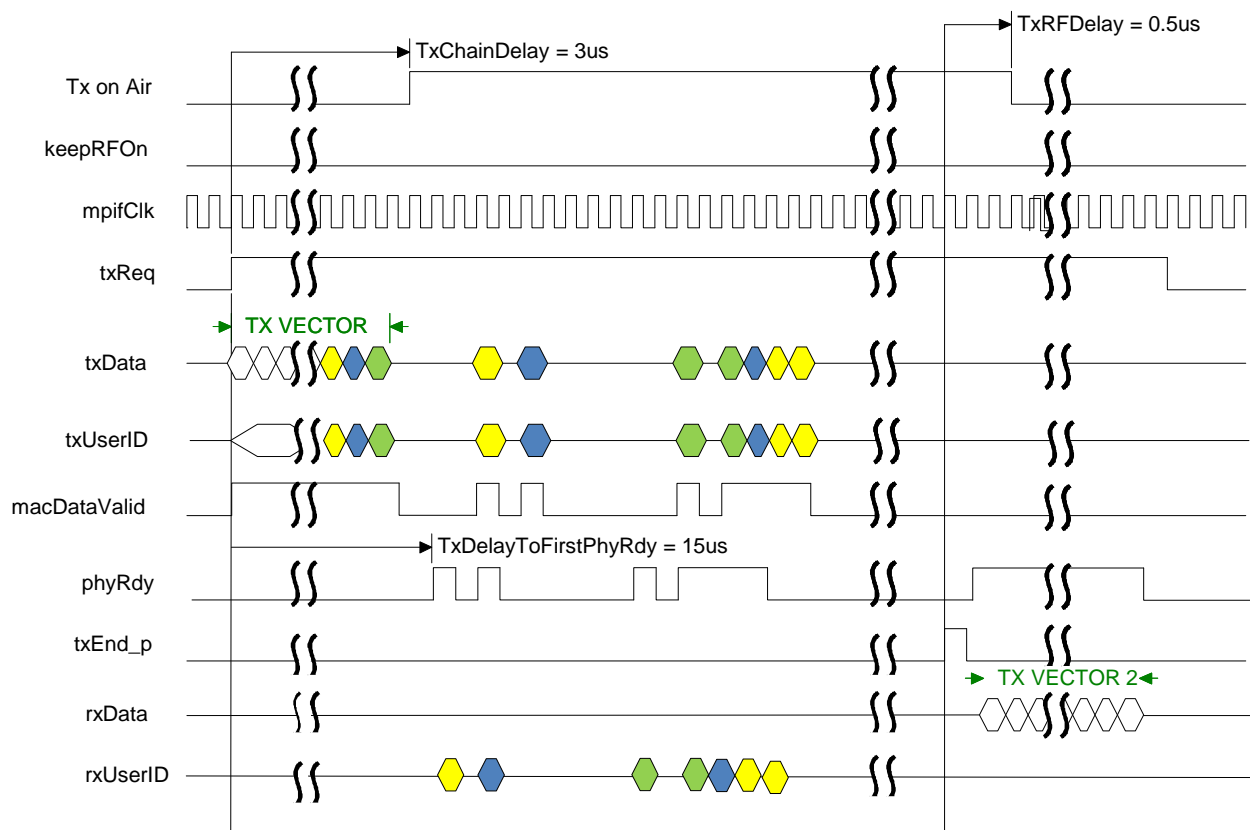 TxRFDelay = 0.5us
TxChainDelay = 3us
Tx on Air
keepRFOn
mpifClk
txReq
TX VECTOR
txData
txUserID
macDataValid
TxDelayToFirstPhyRdy = 15us
phyRdy
txEnd_p
TX VECTOR 2
rxData
rxUserID